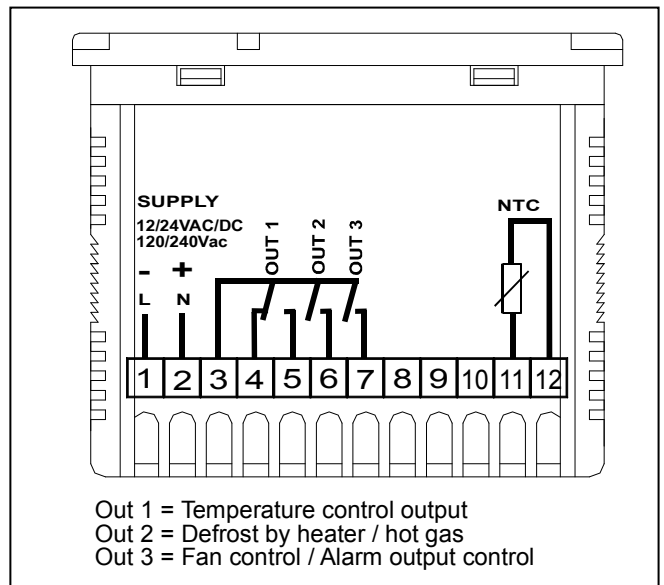 SUPPLY
12/24VAC/DC
120/240Vac
- +
L N
OUT 1
OUT 2
OUT 3
NTC
1 2 3 4 5 6 7 8 9 10 11 12
Out 1 = Temperature control output
Out 2 = Defrost by heater / hot gas
Out 3 = Fan control / Alarm output control